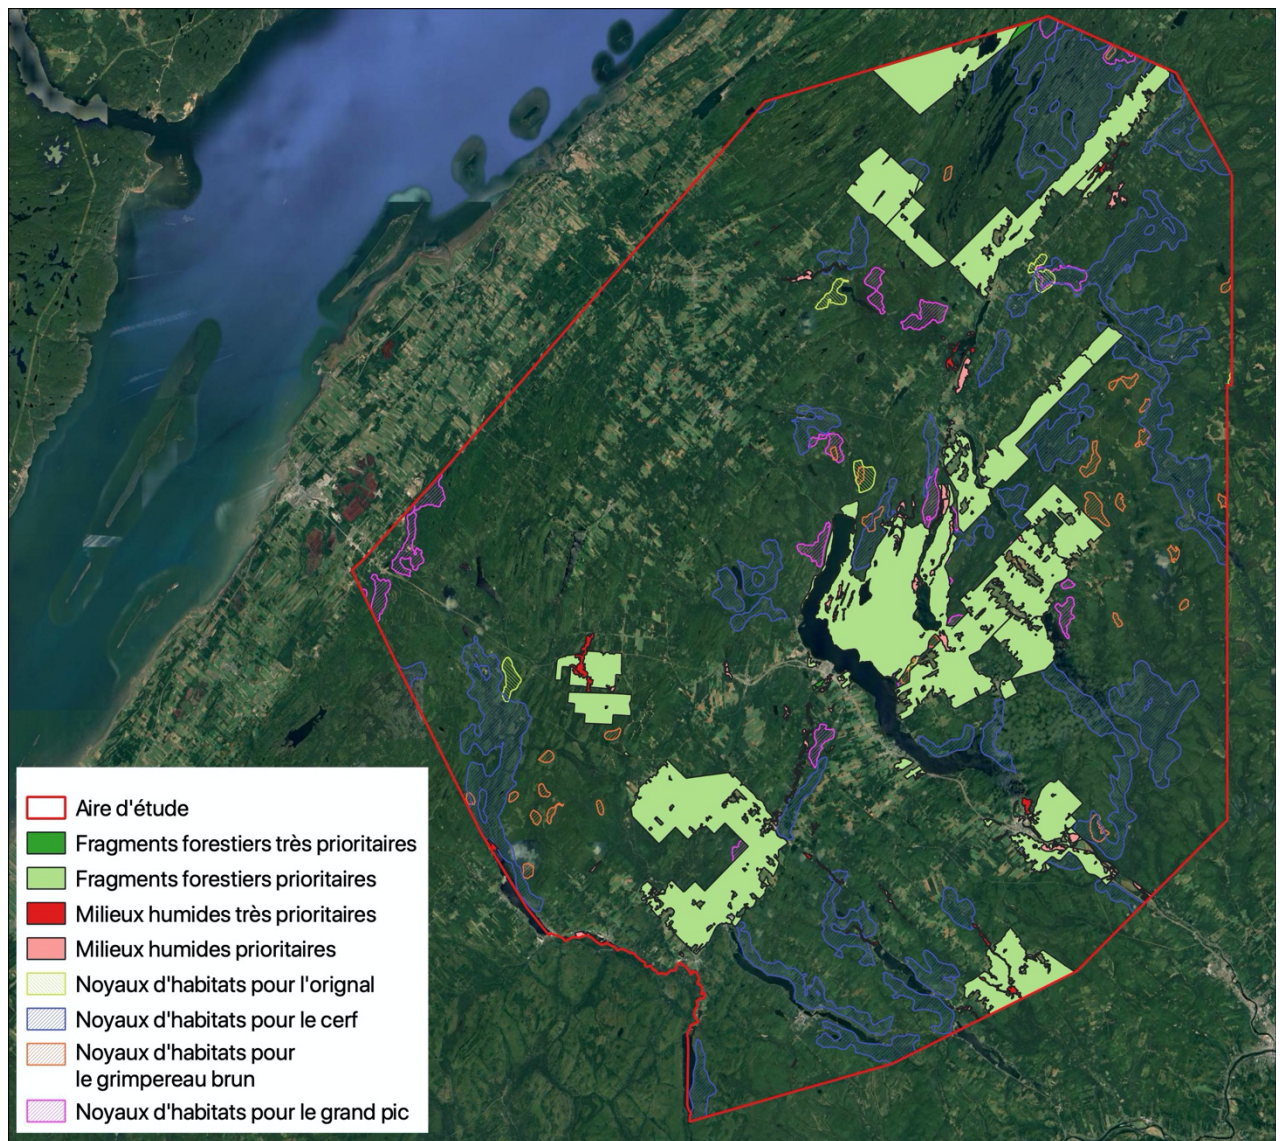 Aire d'étude
Fragments forestiers très prioritaires
Fragments forestiers prioritaires
Milieux humides très prioritaires
Milieux humides prioritaires
Noyaux d'habitats pour l'orignal
Noyaux d'habitats pour le cerf
Noyaux d'habitats pour
le grimpereau brun
Noyaux d'habitats pour le grand pic